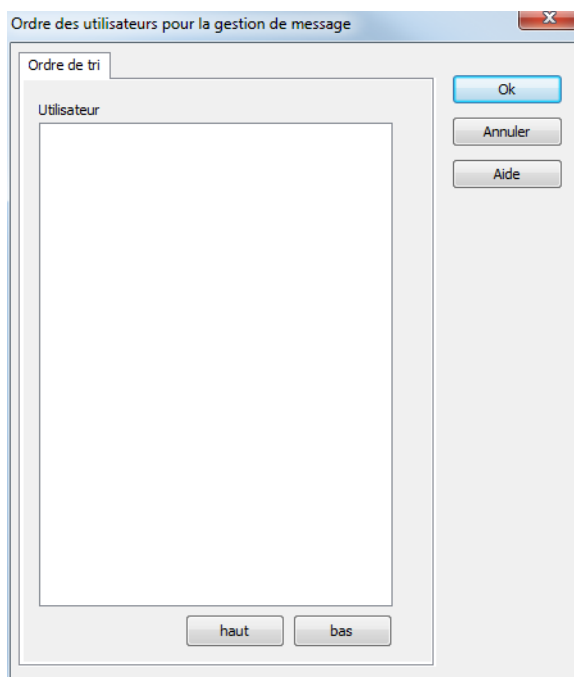 Ordre des utilisateurs pour la gestion de message
Ordre de tri
Utilisateur
Ok
Annuler
Aide
haut bas